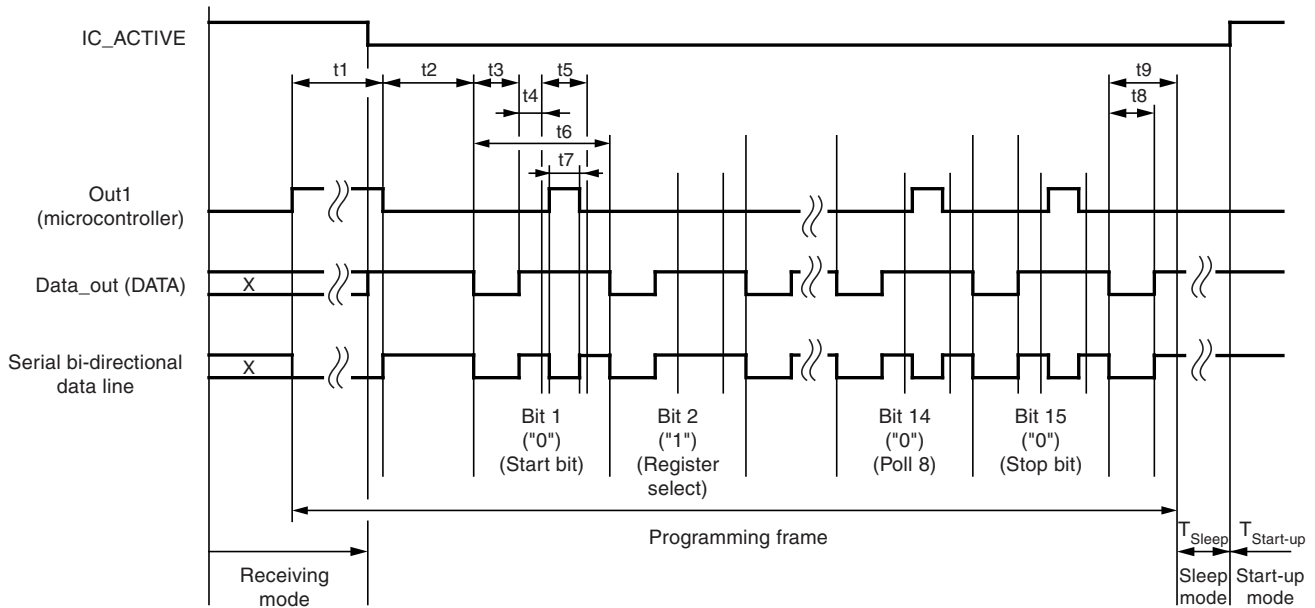 IC_ACTIVE
t1
t2
t3
t5
t9
t4
t8
t6
t7
Out1
(microcontroller)
Data_out (DATA)
X
Serial bi-directional
data line
X
Bit 1
("0")
(Start bit)
Bit 2
("1")
(Register
select)
Bit 14
("0")
(Poll 8)
Bit 15
("0")
(Stop bit)
Programming frame
TSleep
TStart-up
Receiving
mode
Sleep
mode
Start-up
mode